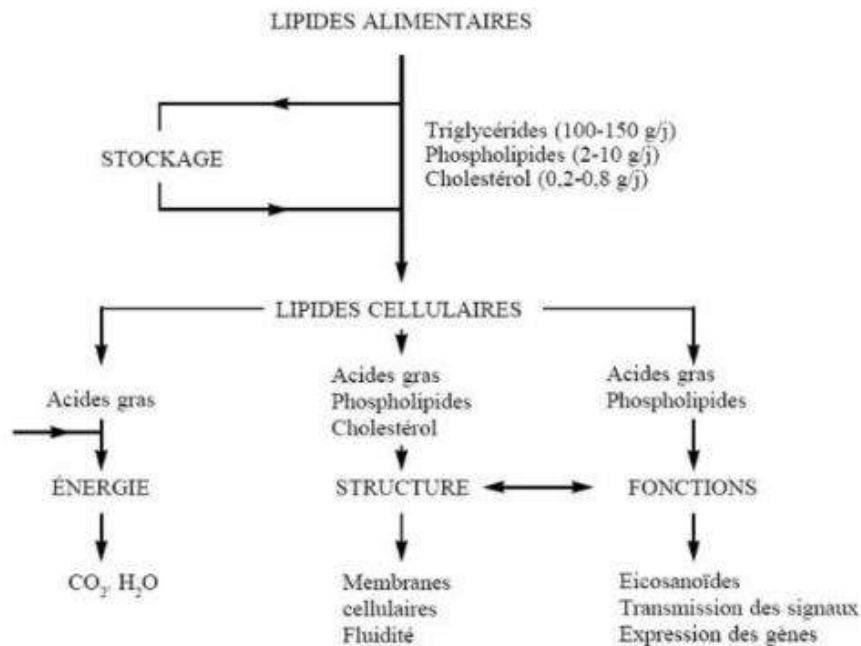 LIPIDES ALIMENTAIRES
STOCKAGE
Triglycérides (100-150 g/j)
Phospholipides (2-10 g/j)
Cholestérol (0,2-0,8 g/j)
LIPIDES CELLULAIRES
Acides gras
Acides gras
Phospholipides
Cholestérol
Acides gras
Phospholipides
ÉNERGIE
STRUCTURE
FONCTIONS
CO₂, H₂O
Membranes
cellulaires
Fluidité
Eicosanoïdes
Transmission des signaux
Expression des gènes